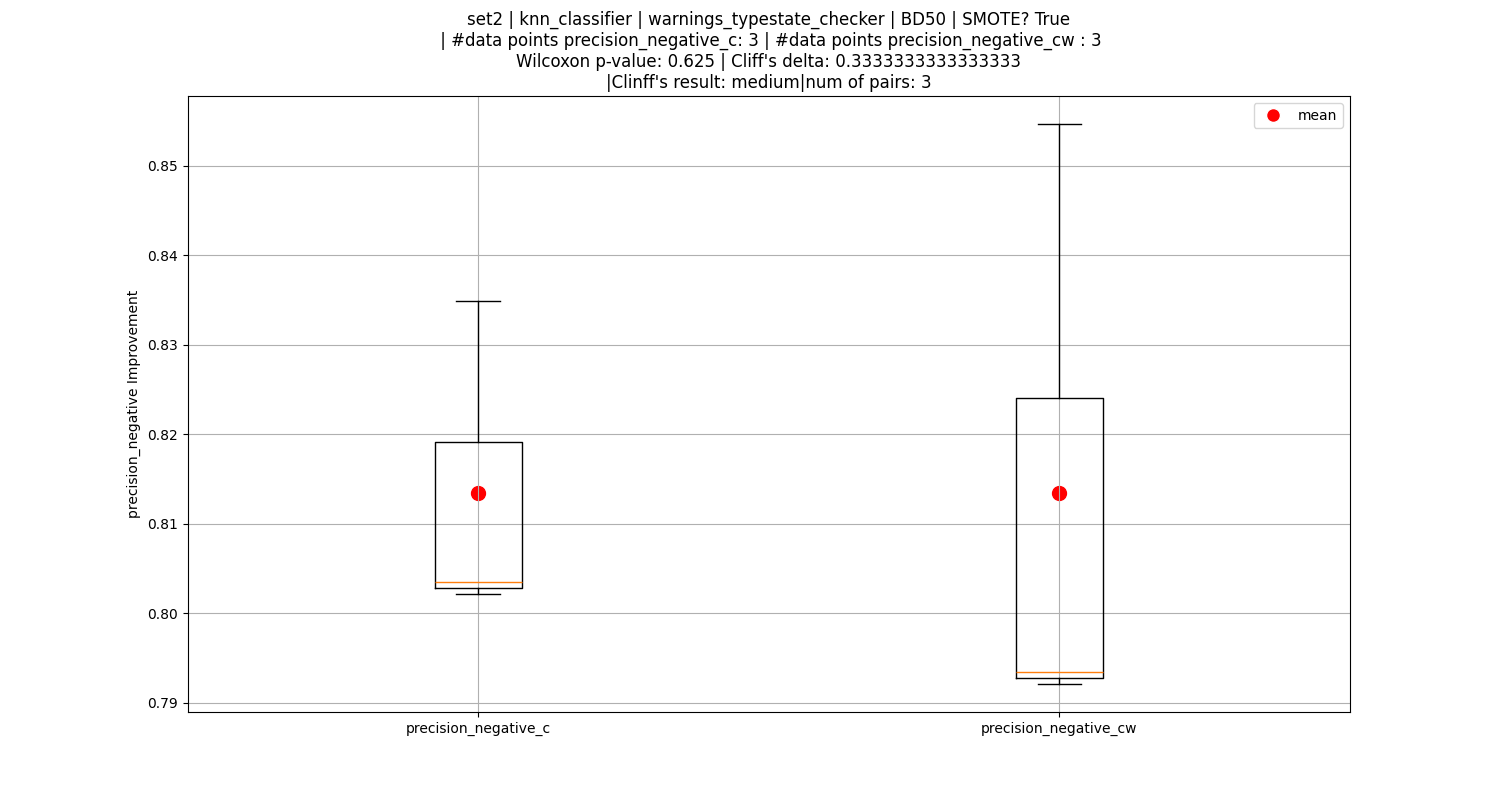 set2 | knn_classifier | warnings_typestate_checker | BD50 | SMOTE? True
| #data points precision_negative_c: 3 | #data points precision_negative_cw : 3
Wilcoxon p-value: 0.625 | Cliff's delta: 0.3333333333333333
|Clinff's result: medium|num of pairs: 3
mean
0.85
0.84
0.83
0.82
0.81
0.80
0.79
precision_negative Improvement
precision_negative_c
precision_negative_cw